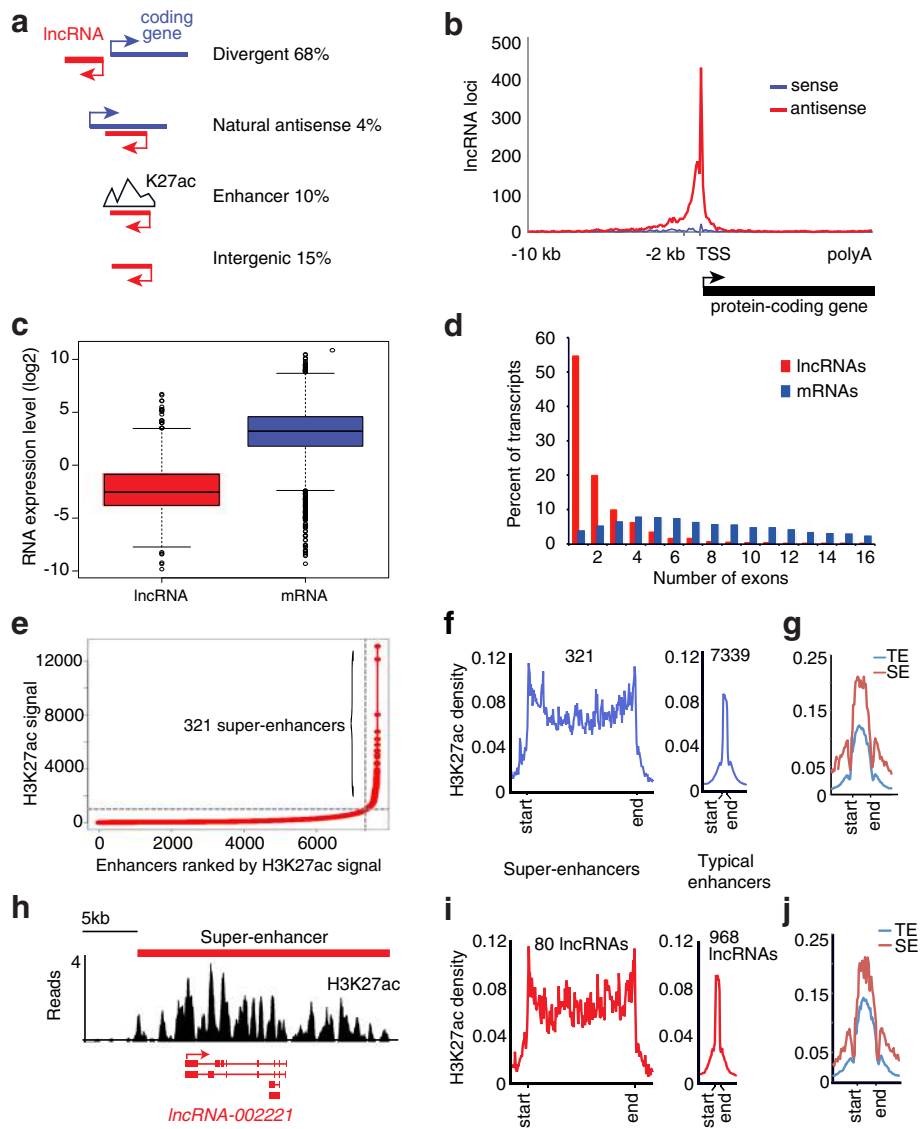 a
lncRNA
coding
gene
Divergent 68%
Natural antisense 4%
K27ac
Enhancer 10%
Intergenic 15%
b
lncRNA loci
500
400
300
200
100
0
sense
antisense
-10 kb
-2 kb
TSS
polyA
protein-coding gene
c
RNA expression level (log2)
10
5
0
-5
-10
lncRNA
mRNA
d
Percent of transcripts
60
50
40
30
20
10
0
lncRNAs
mRNAs
2 4 6 8 10 12 14 16
Number of exons
e
H3K27ac signal
12000
8000
4000
0
321 super-enhancers
0 2000 4000 6000
Enhancers ranked by H3K27ac signal
f
H3K27ac density
0.12
0.08
0.04
0
321
start
end
Super-enhancers
0.12
0.08
0.04
0
7339
start
end
Typical
enhancers
g
0.25
0.15
0.05
TE
SE
start
end
h
5kb
Super-enhancer
Reads
4
H3K27ac
lncRNA-002221
i
H3K27ac density
0.12
0.08
0.04
0
80 lncRNAs
start
end
0.12
0.08
0.04
0
968
lncRNAs
start
end
j
0.25
0.15
0.05
TE
SE
start
end